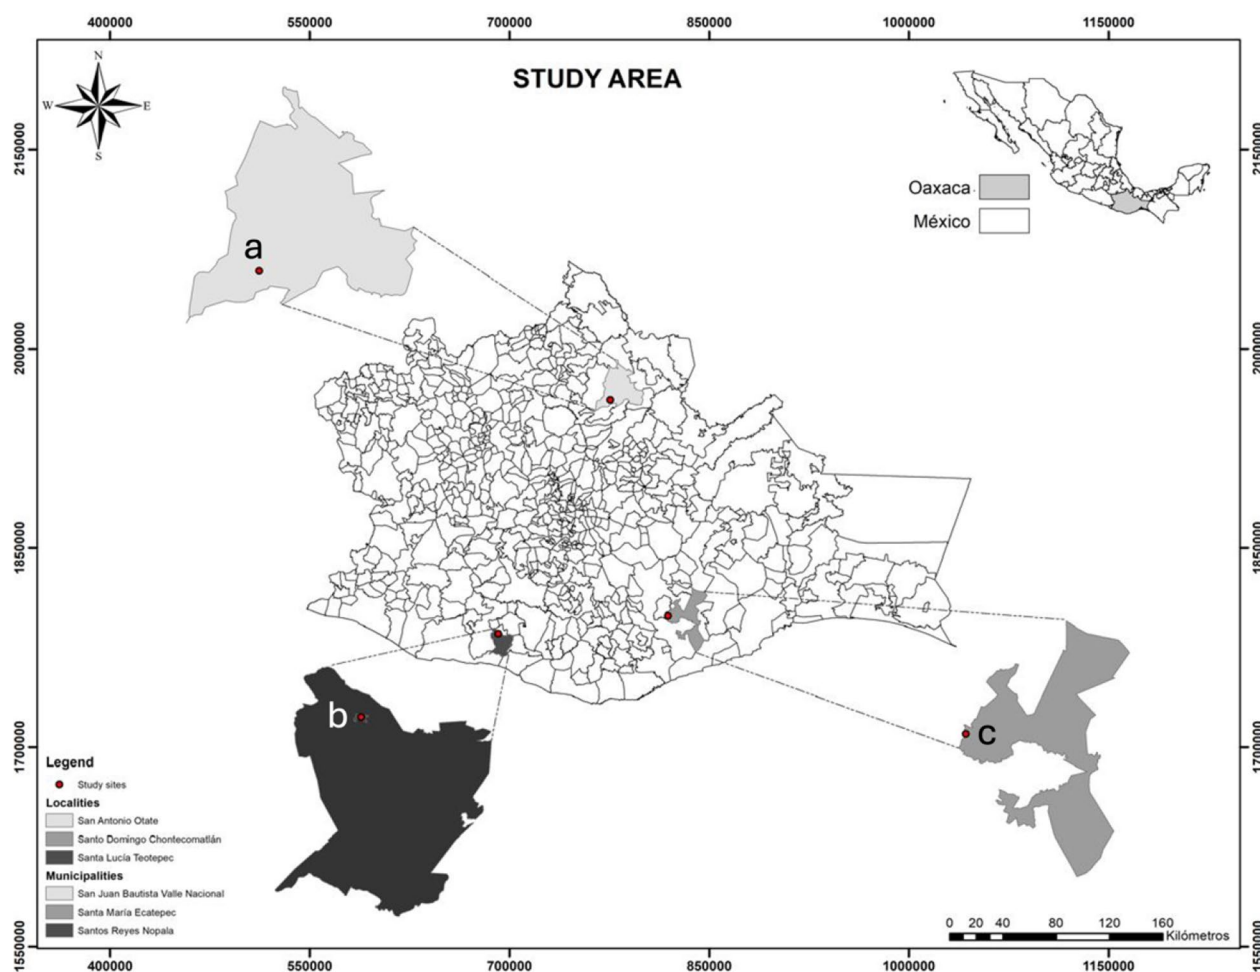 400000 550000 700000 850000 1000000 1150000
STUDY AREA
N
W E
S
2150000 2150000
Oaxaca
México
a
2000000 2000000
1850000 1850000
b
c
1700000 1700000
Legend
Study sites
Localities
San Antonio Otate
Santo Domingo Chontecomatlán
Santa Lucía Teotepec
Municipalities
San Juan Bautista Valle Nacional
Santa María Ecatepec
Santos Reyes Nopala
0 20 40 80 120 160
Kilómetros
1550000 1550000
400000 550000 700000 850000 1000000 1150000